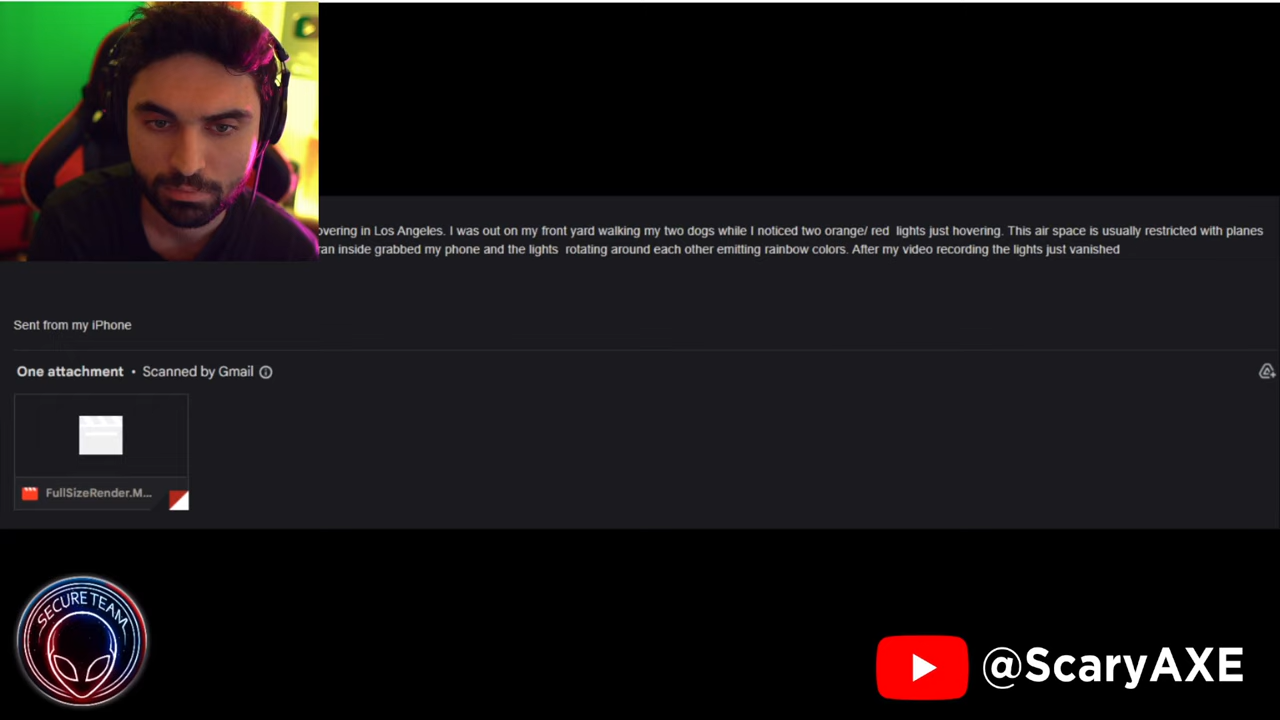 overing in Los Angeles. I was out on my front yard walking my two dogs while I noticed two orange/ red lights just hovering. This air space is usually restricted with planes
ran inside grabbed my phone and the lights rotating around each other emitting rainbow colors. After my video recording the lights just vanished
Sent from my iPhone
One attachment • Scanned by Gmail
FullSizeRender.M...
SECURE TEAM
@ScaryAXE